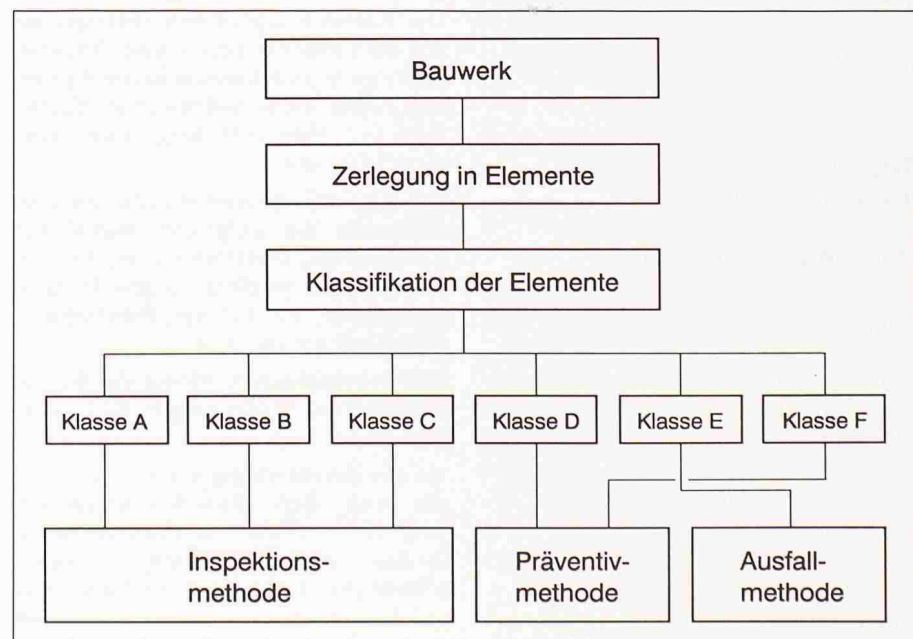 Bauwerk
Zerlegung in Elemente
Klassifikation der Elemente
Klasse A
Klasse B
Klasse C
Klasse D
Klasse E
Klasse F
Inspektions-
methode
Präventiv-
methode
Ausfall-
methode